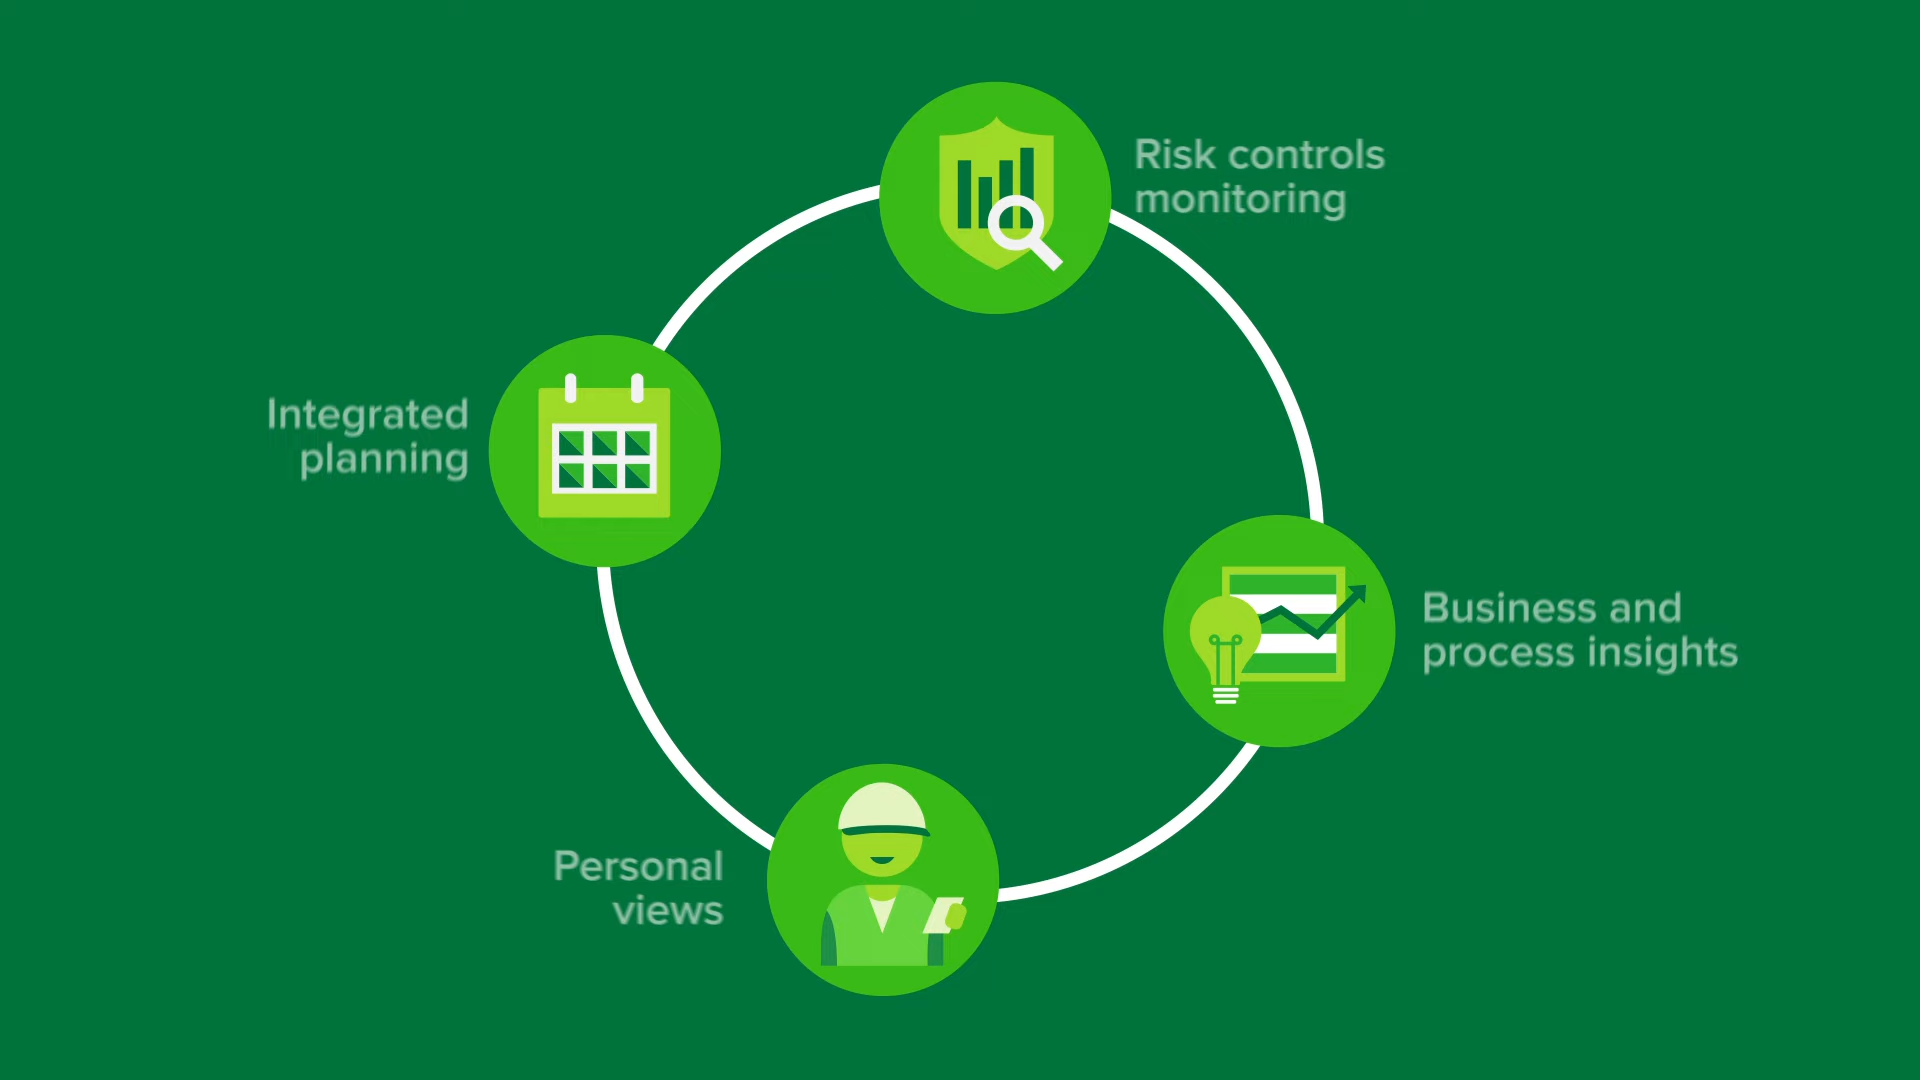 Risk controls
monitoring
Integrated
planning
Business and
process insights
Personal
views